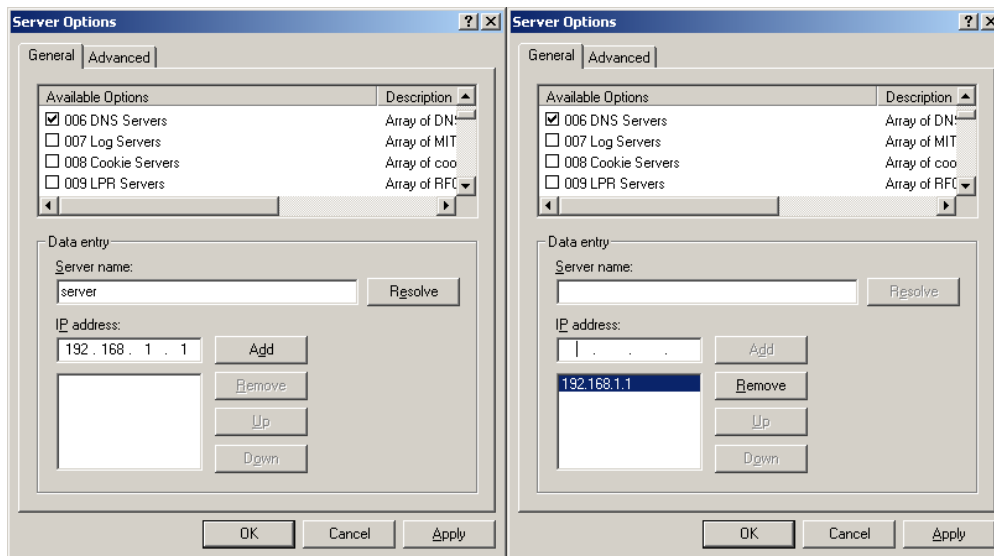 Server Options
General Advanced
Available Options Description
006 DNS Servers Array of DNS
007 Log Servers Array of MIT
008 Cookie Servers Array of coo
009 LPR Servers Array of RFC
Data entry
Server name:
server Resolve
IP address:
192 . 168 . 1 . 1 Add
Remove
Up
Down
OK Cancel Apply
Server Options
General Advanced
Available Options Description
006 DNS Servers Array of DNS
007 Log Servers Array of MIT
008 Cookie Servers Array of coo
009 LPR Servers Array of RFC
Data entry
Server name:
Resolve
IP address:
. . . Add
192.168.1.1 Remove
Up
Down
OK Cancel Apply